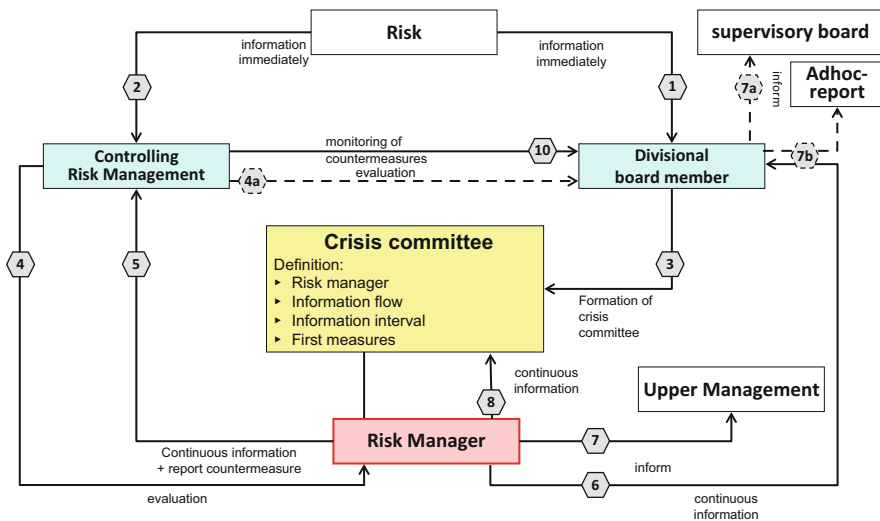 Risk
supervisory board
information
immediately
information
immediately
inform
Adhoc-
report
2
1
7a
Controlling
Risk Management
monitoring of
countermeasures
evaluation
10
4a
Divisional
board member
7b
4
5
Crisis committee
Definition:
‣ Risk manager
‣ Information flow
‣ Information interval
‣ First measures
3
Formation of
crisis
committee
continuous
information
8
Upper Management
Risk Manager
7
Continuous information
+ report countermeasure
inform
6
evaluation
continuous
information